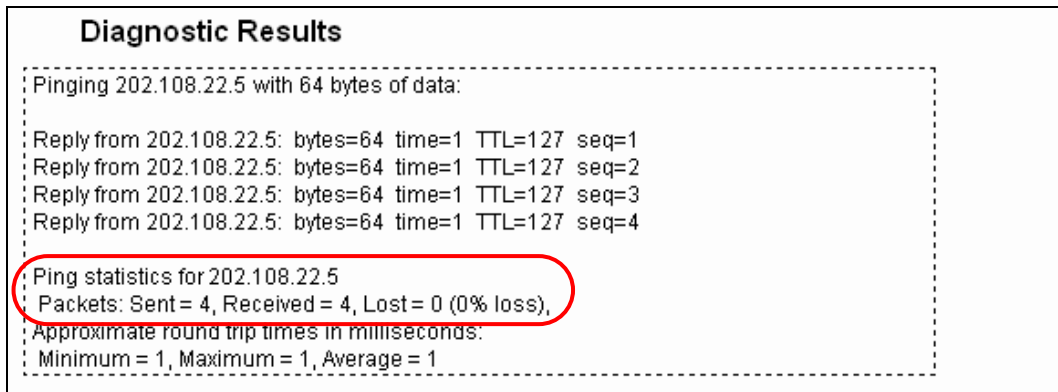 Diagnostic Results
Pinging 202.108.22.5 with 64 bytes of data:
Reply from 202.108.22.5: bytes=64 time=1 TTL=127 seq=1
Reply from 202.108.22.5: bytes=64 time=1 TTL=127 seq=2
Reply from 202.108.22.5: bytes=64 time=1 TTL=127 seq=3
Reply from 202.108.22.5: bytes=64 time=1 TTL=127 seq=4
Ping statistics for 202.108.22.5
Packets: Sent = 4, Received = 4, Lost = 0 (0% loss),
Approximate round trip times in milliseconds:
Minimum = 1, Maximum = 1, Average = 1